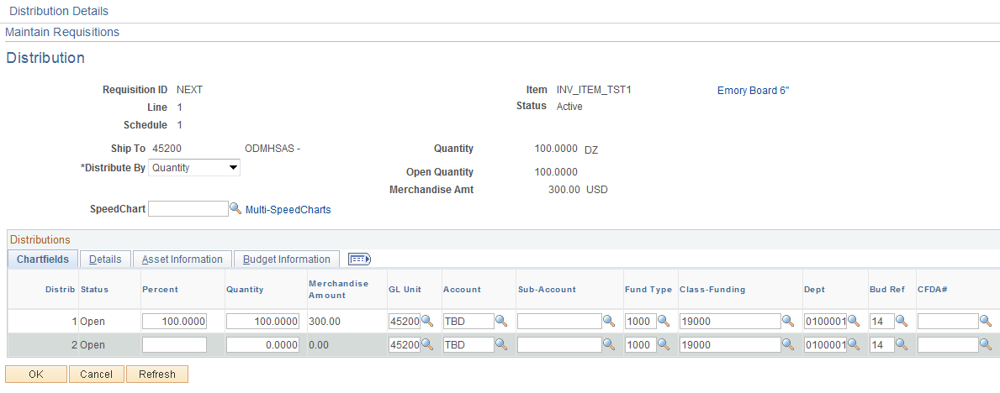 Distribution Details
Maintain Requisitions
Distribution
Requisition ID NEXT Item INV_ITEM_TST1 Emory Board 6"
Line 1 Status Active
Schedule 1
Ship To 45200 ODMHSAS - Quantity 100.0000 DZ
*Distribute By Quantity Open Quantity 100.0000
Merchandise Amt 300.00 USD
SpeedChart Multi-SpeedCharts
Distributions
Chartfields Details Asset Information Budget Information
Distrib Status Percent Quantity Merchandise Amount GL Unit Account Sub-Account Fund Type Class-Funding Dept Bud Ref CFDA#
1 Open 100.0000 100.0000 300.00 45200 TBD 1000 19000 0100001 14
2 Open 0.0000 0.00 45200 TBD 1000 19000 0100001 14
OK Cancel Refresh